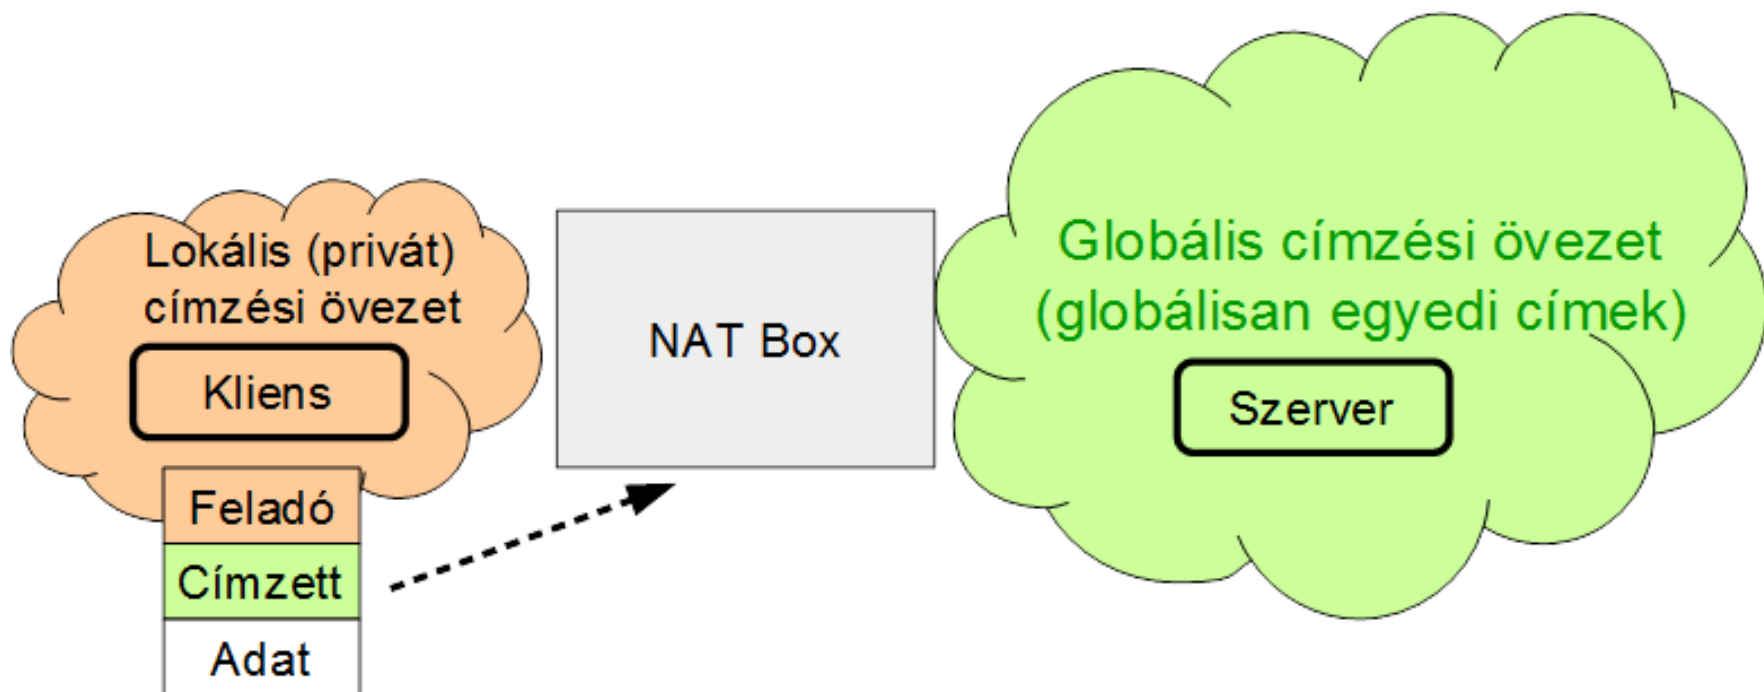 Lokális (privát)
címzési övezet
Kliens
Feladó
Címzett
Adat
NAT Box
Globális címzési övezet
(globálisan egyedi címek)
Szerver